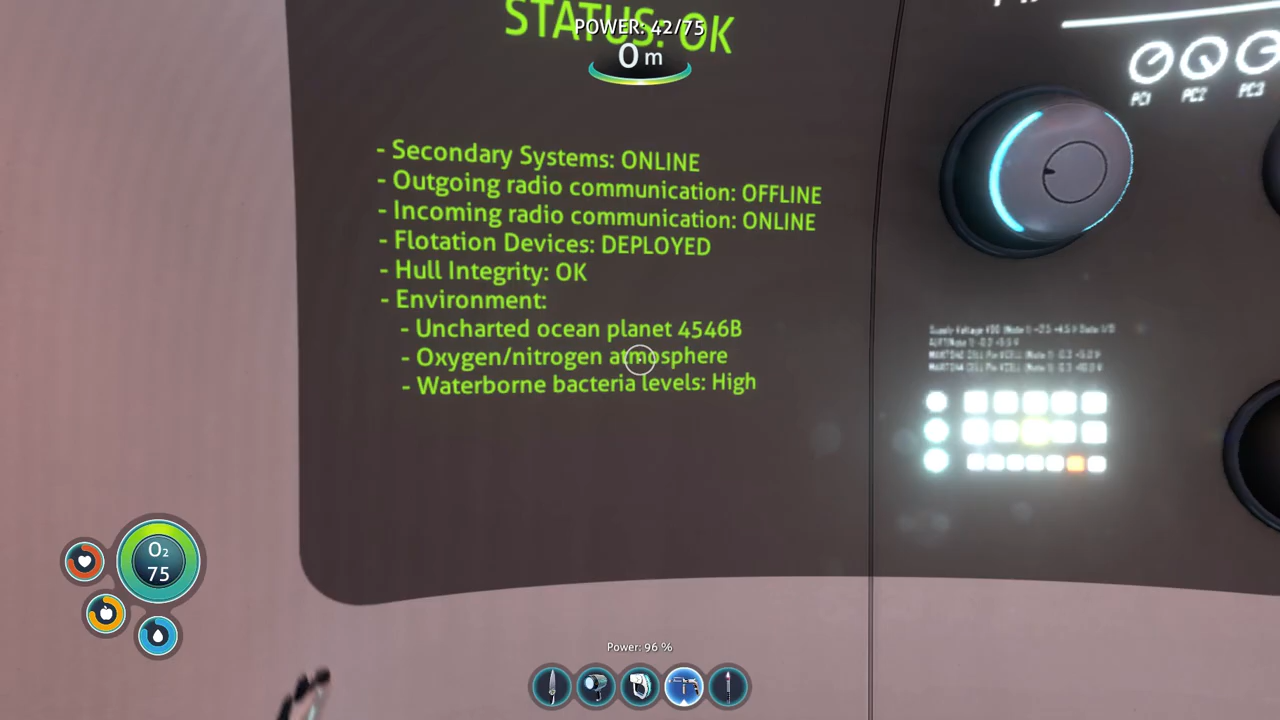 STATUS: OK
POWER: 42/75
0 m
PC1 PC2 PC3
- Secondary Systems: ONLINE
- Outgoing radio communication: OFFLINE
- Incoming radio communication: ONLINE
- Flotation Devices: DEPLOYED
- Hull Integrity: OK
- Environment:
- Uncharted ocean planet 4546B
- Oxygen/nitrogen atmosphere
- Waterborne bacteria levels: High
O₂
75
Power: 96 %